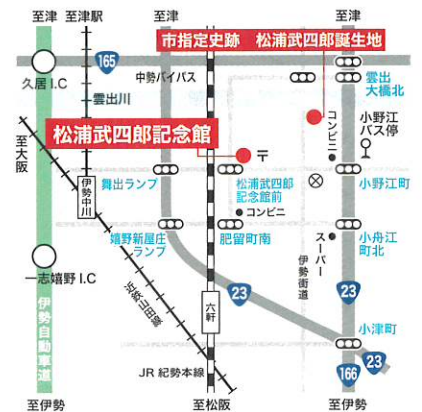 至津
至津駅
至津
至津
市指定史跡 松浦武四郎誕生地
165
久居I.C
中勢バイパス
雲出
大橋北
雲出川
コンビニ
小野江
バス停
松浦武四郎記念館
至大阪
〒
伊勢中川
舞出ランプ
松浦武四郎
記念館前
小野江町
コンビニ
嬉野新屋庄
ランプ
肥留町南
スーパー
小舟江
町北
一志嬉野I.C
伊勢街道
伊勢自動車道
近鉄山田線
23
六軒
23
小津町
JR紀勢本線
23
166
至伊勢
至松阪
至伊勢